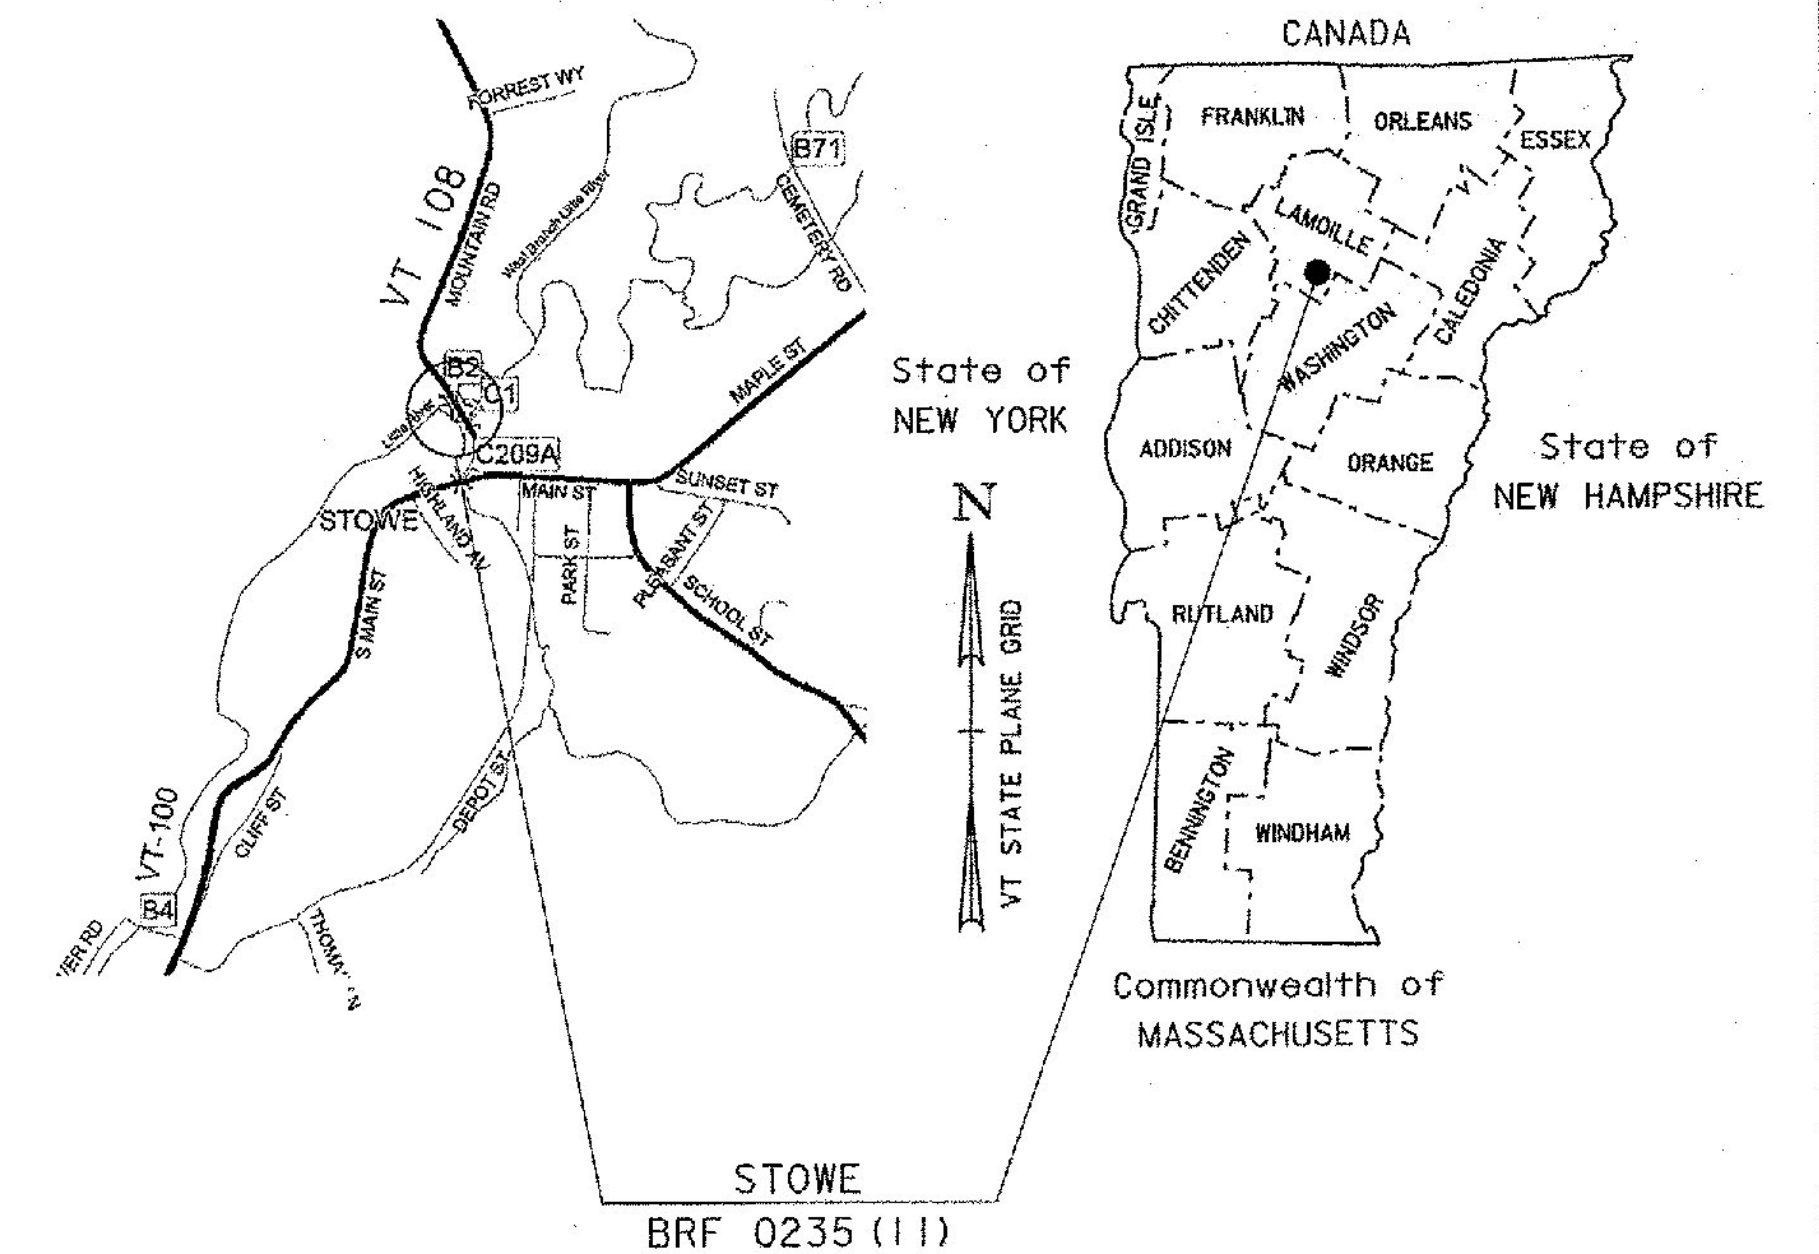 CANADA
FORREST WY
B71
GRAND ISLE
FRANKLIN
ORLEANS
ESSEX
VT 108
MOUNTAIN RD
West Branch Little River
CEMETERY RD
LAMOILLE
CHITTENDEN
CALEDONIA
WASHINGTON
B2
C1
Little River
MAPLE ST
State of
NEW YORK
C209A
ADDISON
ORANGE
State of
NEW HAMPSHIRE
HIGHLAND AV
MAIN ST
SUNSET ST
STOWE
N
PARK ST
PLEASANT ST
SCHOOL ST
S MAIN ST
RUTLAND
WINDSOR
VT STATE PLANE GRID
DEPOT ST
CLIFF ST
VT-100
BENNINGTON
WINDHAM
B4
VER RD
Commonwealth of
MASSACHUSETTS
STOWE
BRF 0235 (11)